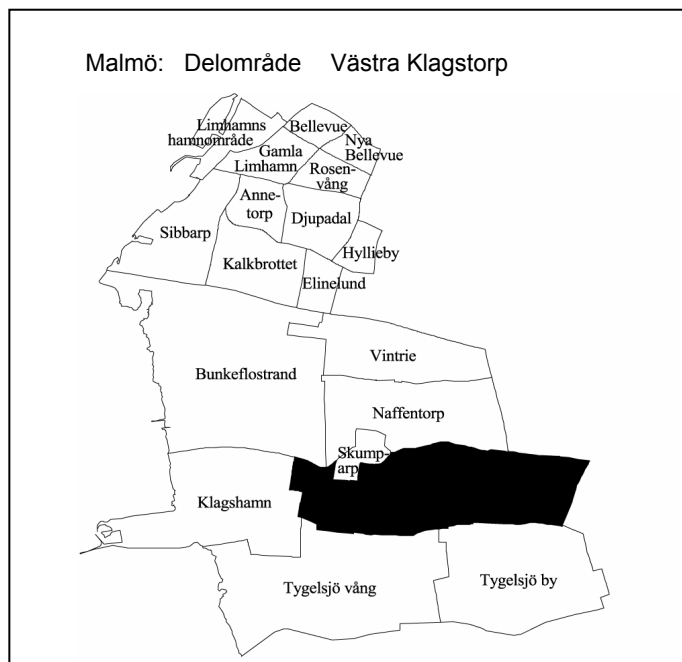 Malmö: Delområde Västra Klagstorp
Limhamns
hamnområde
Bellevue
Nya
Bellevue
Gamla
Limhamn
Rosen-
vång
Anne-
torp
Djupadal
Sibbarp
Hyllieby
Kalkbrottet
Elinelund
Vintrie
Bunkeflostrand
Naffentorp
Skump-
arp
Klagshamn
Tygelsjö vång
Tygelsjö by